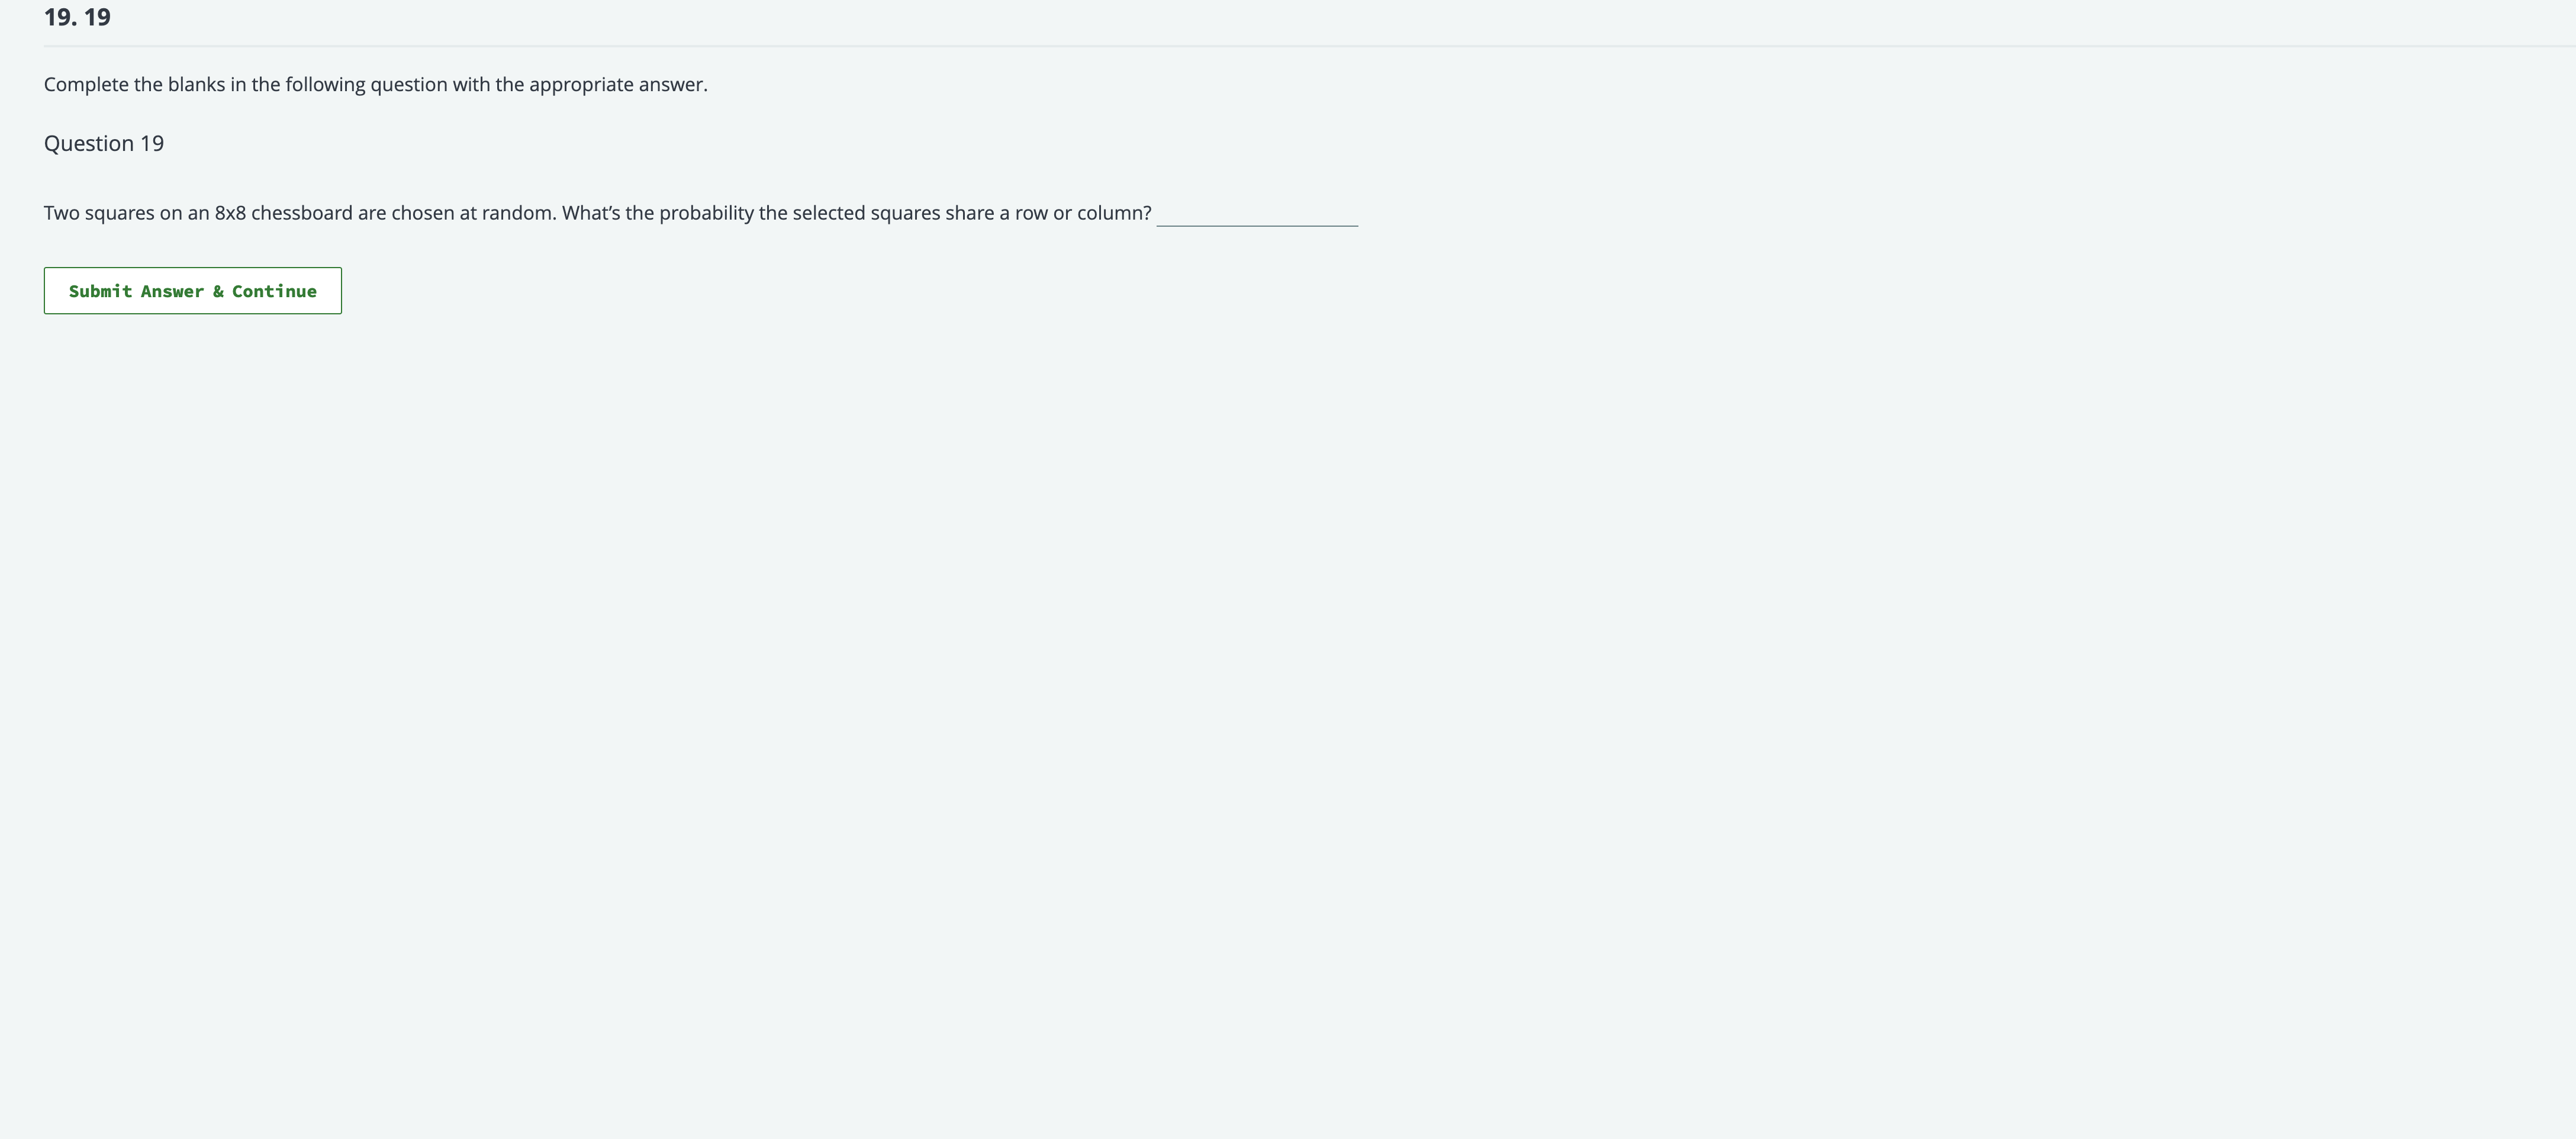 19. 19
Complete the blanks in the following question with the appropriate answer.
Question 19
Two squares on an 8x8 chessboard are chosen at random. What’s the probability the selected squares share a row or column?
Submit Answer & Continue